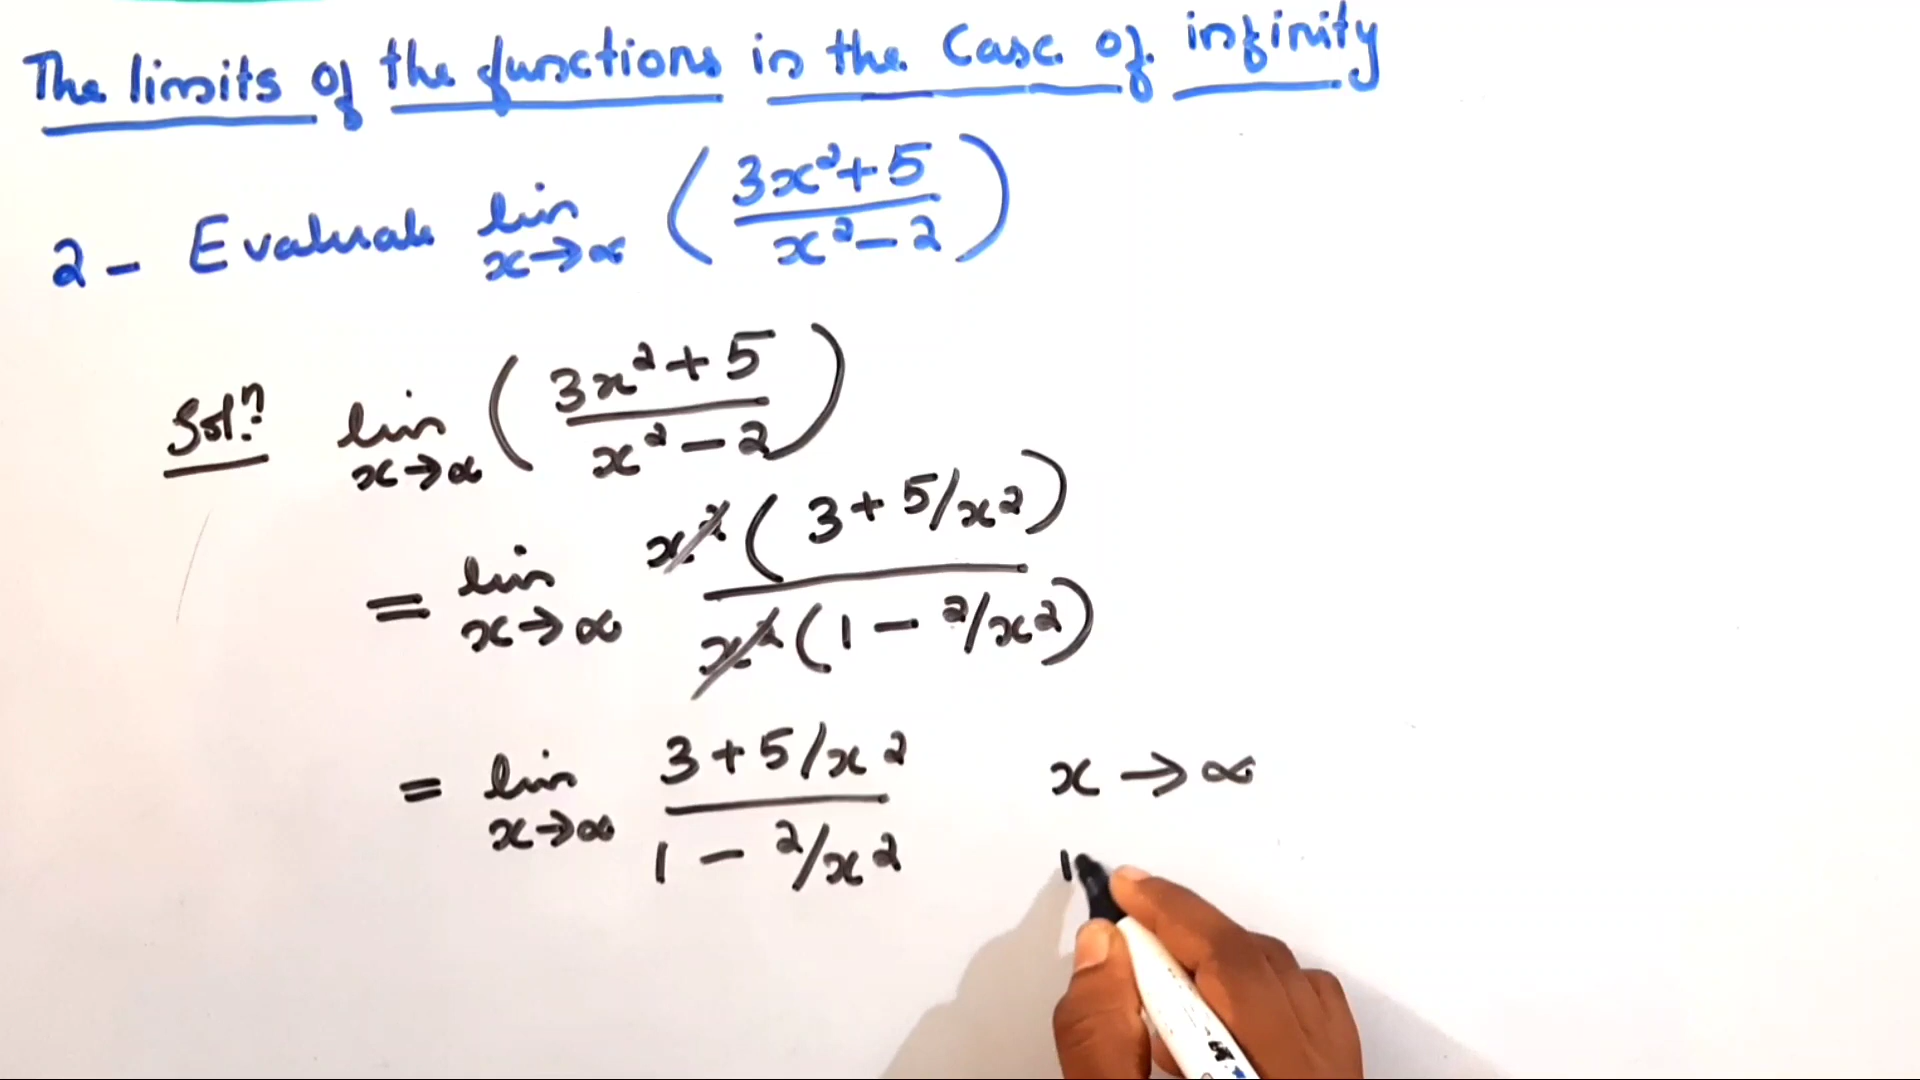 The limits of the functions in the case of infinity
2 - Evaluate lim x→∞ ( 3x²+5 / x²-2 )
Solⁿ lim x→∞ ( 3x²+5 / x²-2 )
= lim x→∞ x²( 3+5/x² ) / x²( 1 - 2/x² )
= lim x→∞ 3+5/x² / 1 - 2/x² x → ∞
1